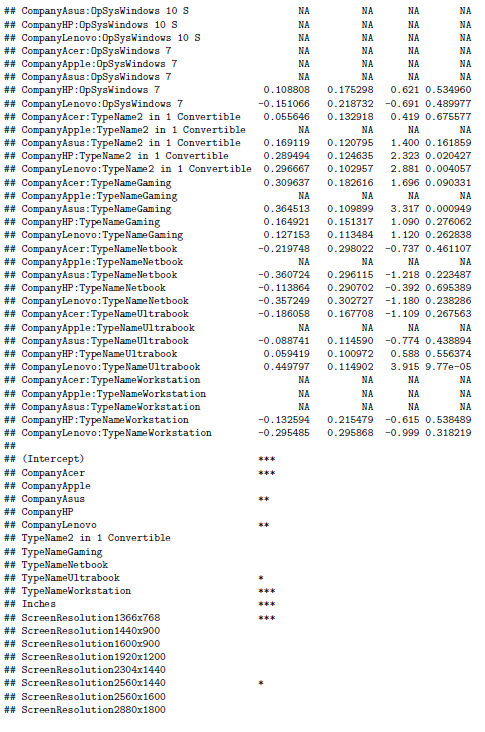 ## CompanyAsus:OpSysWindows 10 S NA NA NA NA
## CompanyHP:OpSysWindows 10 S NA NA NA NA
## CompanyLenovo:OpSysWindows 10 S NA NA NA NA
## CompanyAcer:OpSysWindows 7 NA NA NA NA
## CompanyApple:OpSysWindows 7 NA NA NA NA
## CompanyAsus:OpSysWindows 7 NA NA NA NA
## CompanyHP:OpSysWindows 7 0.108808 0.175298 0.621 0.534960
## CompanyLenovo:OpSysWindows 7 -0.151066 0.218732 -0.691 0.489977
## CompanyAcer:TypeName2 in 1 Convertible 0.055646 0.132918 0.419 0.675577
## CompanyApple:TypeName2 in 1 Convertible NA NA NA NA
## CompanyAsus:TypeName2 in 1 Convertible 0.169119 0.120795 1.400 0.161859
## CompanyHP:TypeName2 in 1 Convertible 0.289494 0.124635 2.323 0.020427
## CompanyLenovo:TypeName2 in 1 Convertible 0.296667 0.102957 2.881 0.004057
## CompanyAcer:TypeNameGaming 0.309637 0.182616 1.696 0.090331
## CompanyApple:TypeNameGaming NA NA NA NA
## CompanyAsus:TypeNameGaming 0.364513 0.109899 3.317 0.000949
## CompanyHP:TypeNameGaming 0.164921 0.151317 1.090 0.276062
## CompanyLenovo:TypeNameGaming 0.127153 0.113484 1.120 0.262838
## CompanyAcer:TypeNameNetbook -0.219748 0.298022 -0.737 0.461107
## CompanyApple:TypeNameNetbook NA NA NA NA
## CompanyAsus:TypeNameNetbook -0.360724 0.296115 -1.218 0.223487
## CompanyHP:TypeNameNetbook -0.113864 0.290702 -0.392 0.695389
## CompanyLenovo:TypeNameNetbook -0.357249 0.302727 -1.180 0.238286
## CompanyAcer:TypeNameUltrabook -0.186058 0.167708 -1.109 0.267563
## CompanyApple:TypeNameUltrabook NA NA NA NA
## CompanyAsus:TypeNameUltrabook -0.088741 0.114590 -0.774 0.438894
## CompanyHP:TypeNameUltrabook 0.059419 0.100972 0.588 0.556374
## CompanyLenovo:TypeNameUltrabook 0.449797 0.114902 3.915 9.77e-05
## CompanyAcer:TypeNameWorkstation NA NA NA NA
## CompanyApple:TypeNameWorkstation NA NA NA NA
## CompanyAsus:TypeNameWorkstation NA NA NA NA
## CompanyHP:TypeNameWorkstation -0.132594 0.215479 -0.615 0.538489
## CompanyLenovo:TypeNameWorkstation -0.295485 0.295868 -0.999 0.318219
##
## (Intercept) ***
## CompanyAcer ***
## CompanyApple
## CompanyAsus **
## CompanyHP
## CompanyLenovo **
## TypeName2 in 1 Convertible
## TypeNameGaming
## TypeNameNetbook
## TypeNameUltrabook *
## TypeNameWorkstation ***
## Inches ***
## ScreenResolution1366x768 ***
## ScreenResolution1440x900
## ScreenResolution1600x900
## ScreenResolution1920x1200
## ScreenResolution2304x1440
## ScreenResolution2560x1440 *
## ScreenResolution2560x1600
## ScreenResolution2880x1800